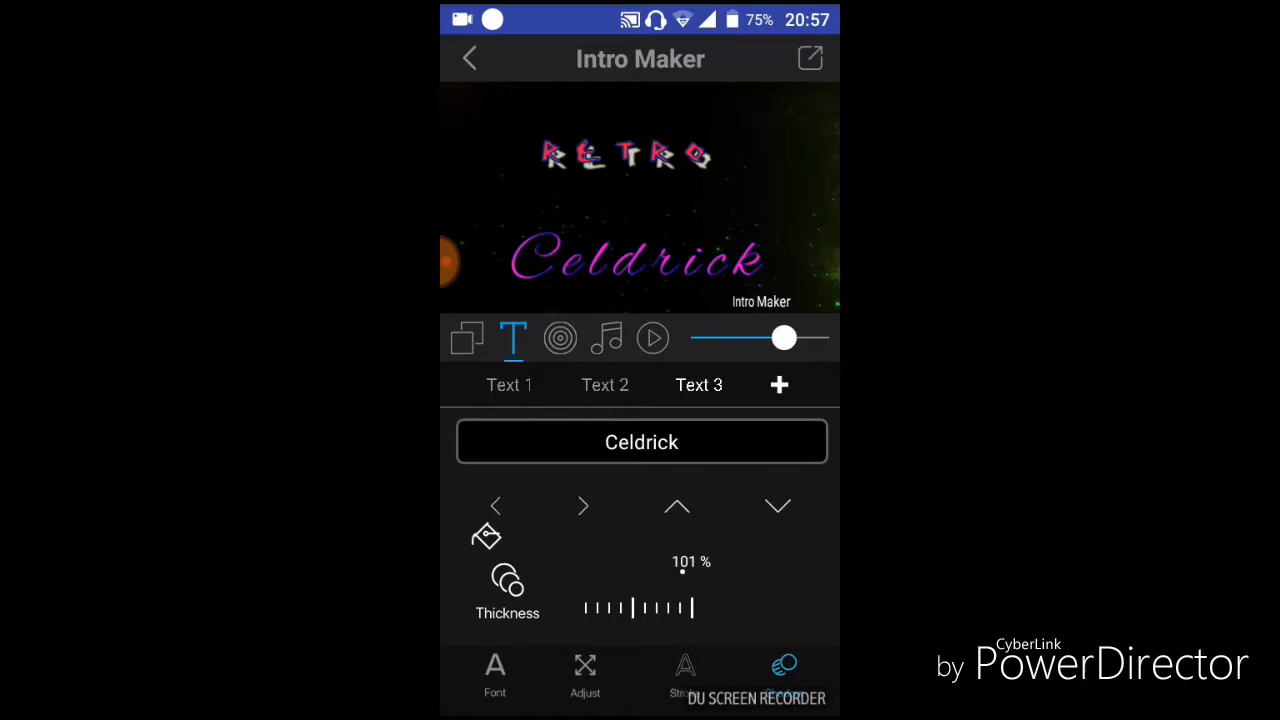 75% 20:57
Intro Maker
RETRO
Celdrick
Intro Maker
Text 1 Text 2 Text 3
Celdrick
101 %
Thickness
Font Adjust
DU SCREEN RECORDER
CyberLink
by PowerDirector